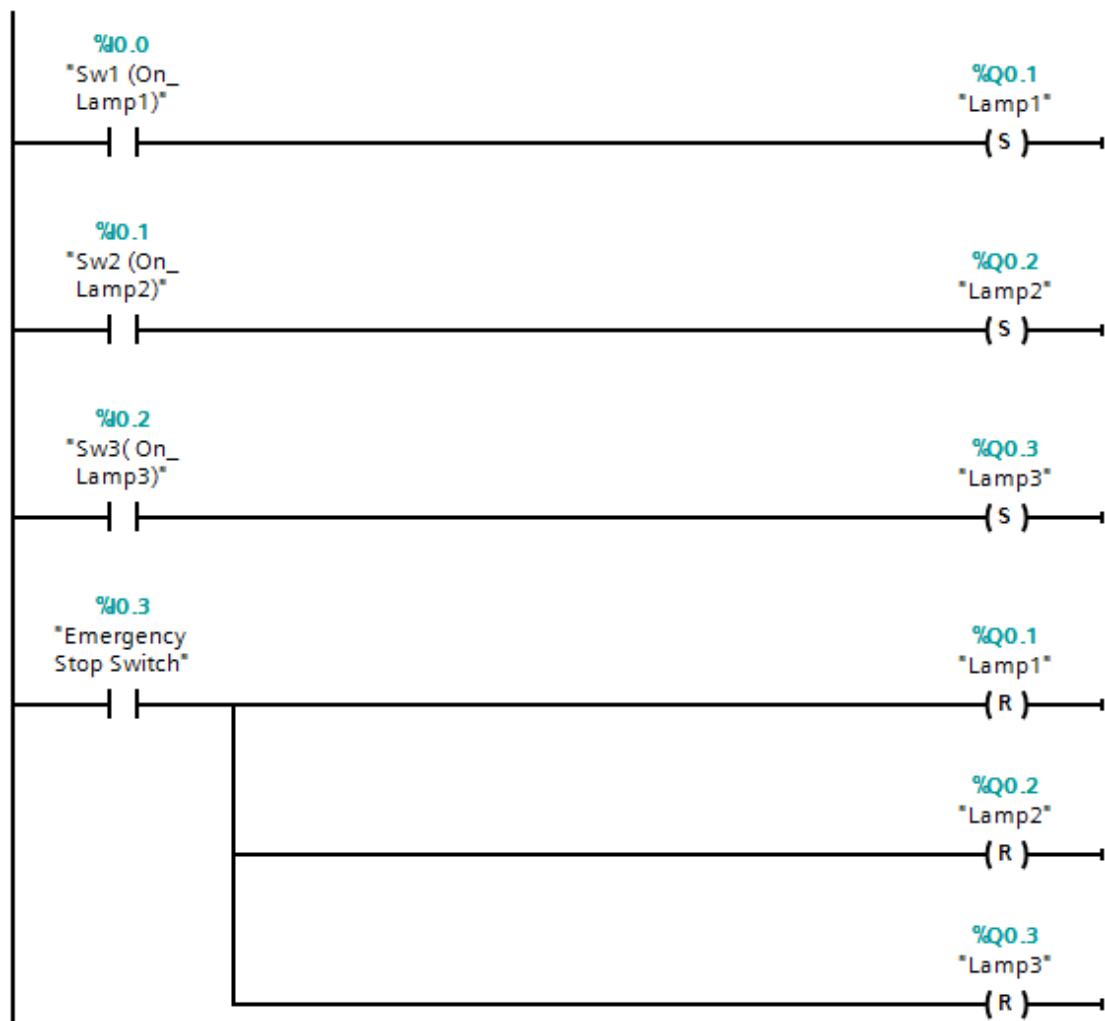 %I0.0
"Sw1 (On_
Lamp1)"
%Q0.1
"Lamp1"
( S )
%I0.1
"Sw2 (On_
Lamp2)"
%Q0.2
"Lamp2"
( S )
%I0.2
"Sw3( On_
Lamp3)"
%Q0.3
"Lamp3"
( S )
%I0.3
"Emergency
Stop Switch"
%Q0.1
"Lamp1"
( R )
%Q0.2
"Lamp2"
( R )
%Q0.3
"Lamp3"
( R )